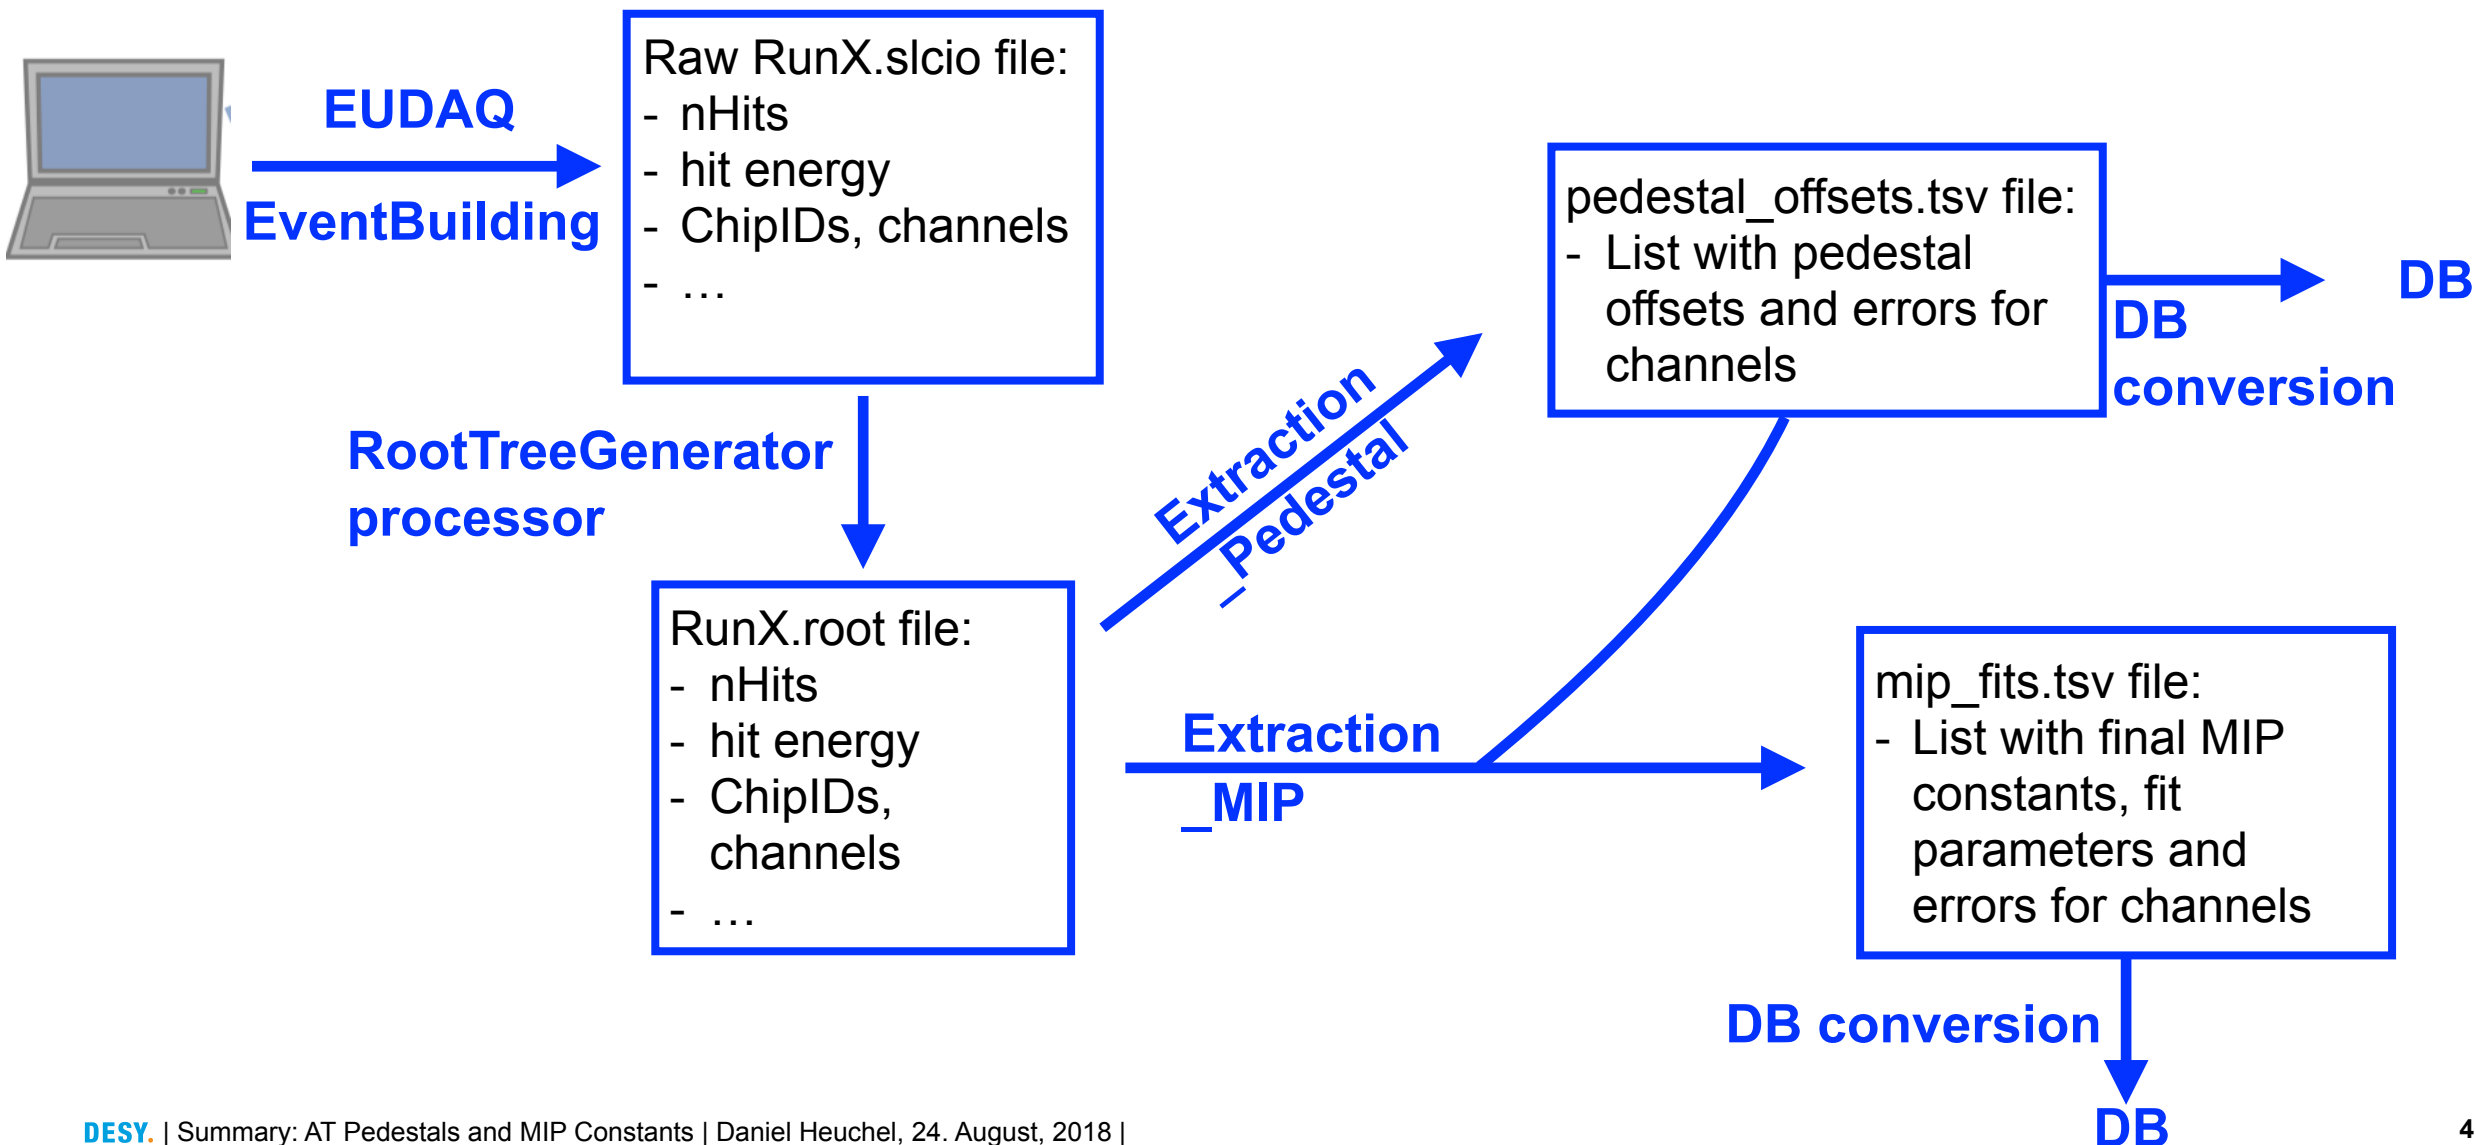 EUDAQ
EventBuilding
Raw RunX.slcio file:
- nHits
- hit energy
- ChipIDs, channels
- …
RootTreeGenerator
processor
RunX.root file:
- nHits
- hit energy
- ChipIDs,
channels
- …
Extraction
_Pedestal
pedestal_offsets.tsv file:
- List with pedestal
offsets and errors for
channels
DB
conversion
DB
Extraction
_MIP
mip_fits.tsv file:
- List with final MIP
constants, fit
parameters and
errors for channels
DB conversion
DB
DESY. | Summary: AT Pedestals and MIP Constants | Daniel Heuchel, 24. August, 2018 |
4